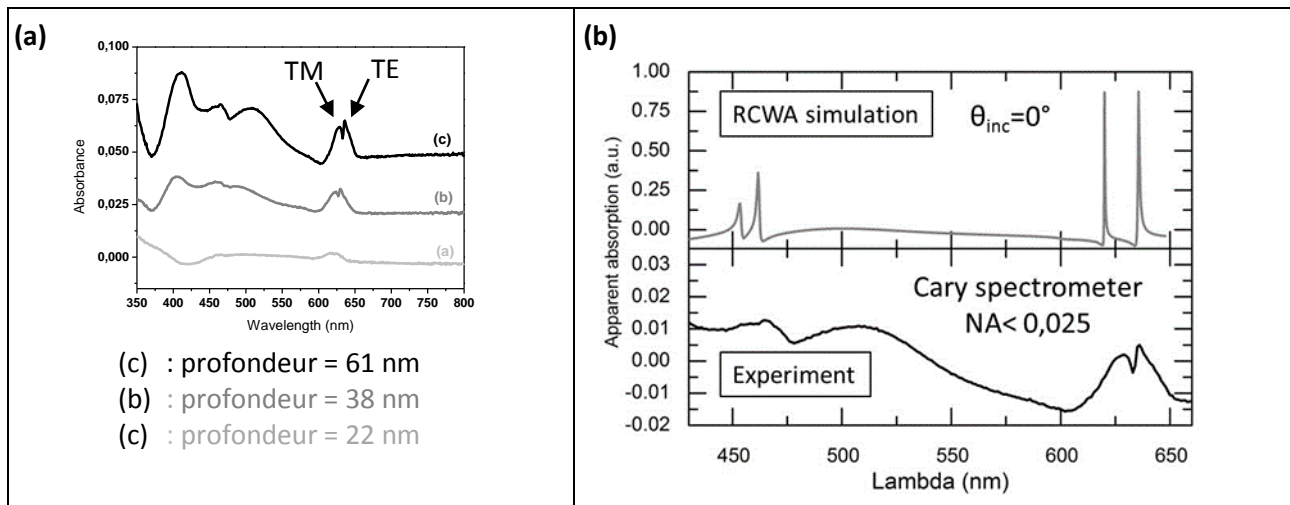 (a)
0,100
0,075
0,050
0,025
0,000
Absorbance
TM
TE
(c)
(b)
(a)
350 400 450 500 550 600 650 700 750 800
Wavelength (nm)
(c) : profondeur = 61 nm
(b) : profondeur = 38 nm
(c) : profondeur = 22 nm
(b)
Apparent absorption (a.u.)
1.00
0.75
0.50
0.25
0.00
RCWA simulation
θinc=0°
0.03
0.02
0.01
0.00
-0.01
-0.02
Cary spectrometer
NA< 0,025
Experiment
450 500 550 600 650
Lambda (nm)